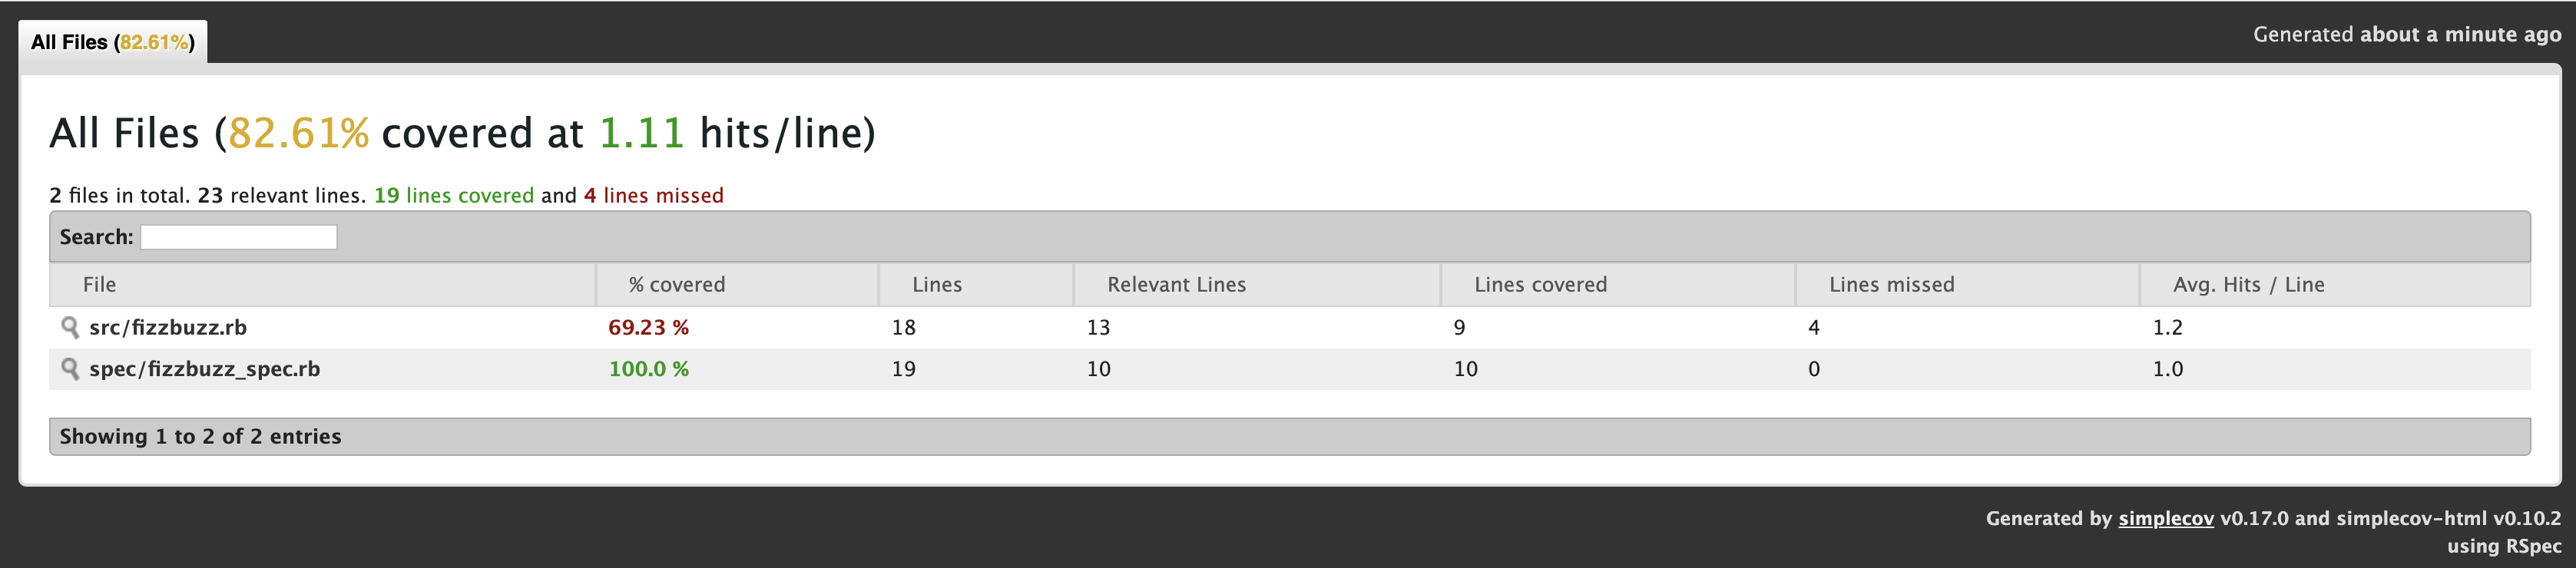 All Files (82.61%)
Generated about a minute ago
All Files (82.61% covered at 1.11 hits/line)
2 files in total. 23 relevant lines. 19 lines covered and 4 lines missed
Search:
File % covered Lines Relevant Lines Lines covered Lines missed Avg. Hits / Line
src/fizzbuzz.rb 69.23 % 18 13 9 4 1.2
spec/fizzbuzz_spec.rb 100.0 % 19 10 10 0 1.0
Showing 1 to 2 of 2 entries
Generated by simplecov v0.17.0 and simplecov-html v0.10.2
using RSpec